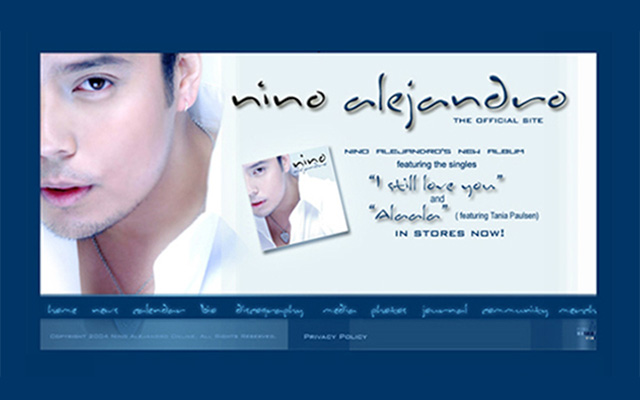 nino alejandro
THE OFFICIAL SITE
nino
NINO ALEJANDRO'S NEW ALBUM
featuring the singles
"I still love you"
and
"Alaala" (featuring Tania Paulsen)
IN STORES NOW!
home news calendar bio discography media photos journal community merch
COPYRIGHT 2004 NINO ALEJANDRO ONLINE. ALL RIGHTS RESERVED. PRIVACY POLICY